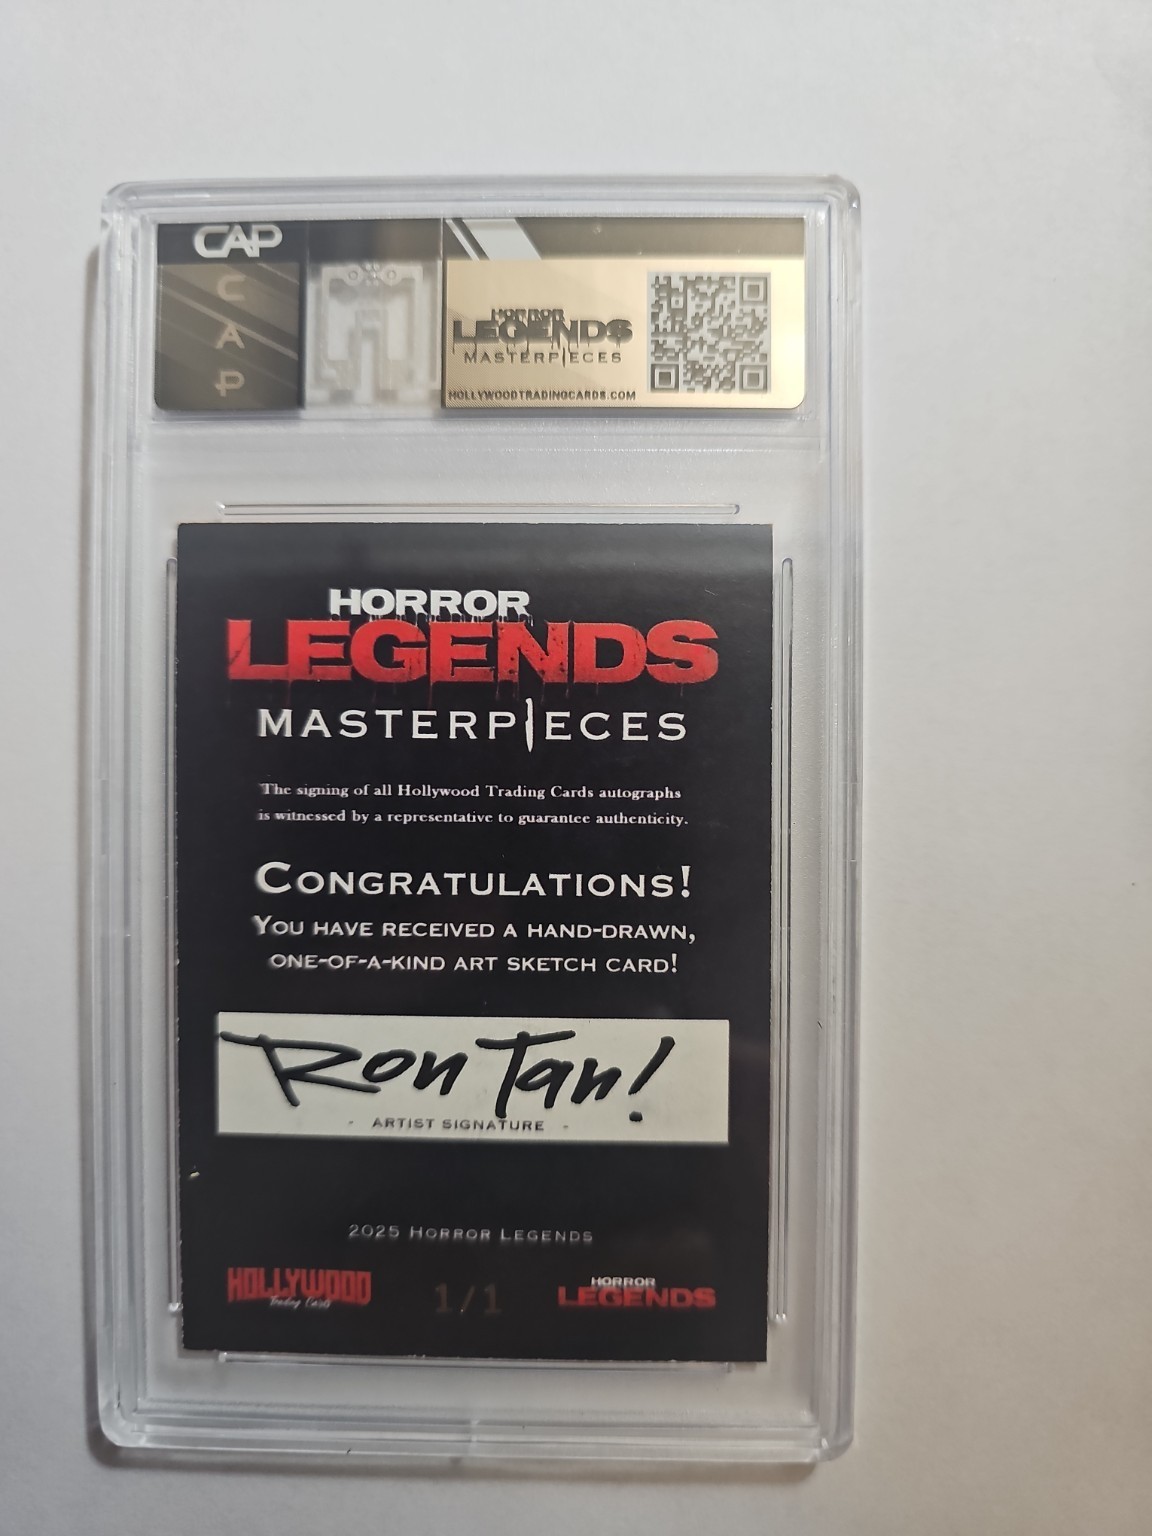 CAP
C
A
P
HORROR
LEGENDS
MASTERPIECES
HOLLYWOODTRADINGCARDS.COM
HORROR
LEGENDS
MASTERPIECES
The signing of all Hollywood Trading Cards autographs
is witnessed by a representative to guarantee authenticity.
CONGRATULATIONS!
YOU HAVE RECEIVED A HAND-DRAWN,
ONE-OF-A-KIND ART SKETCH CARD!
Ron Tan!
- ARTIST SIGNATURE -
2025 HORROR LEGENDS
HOLLYWOOD
Trading Cards
1/1
HORROR
LEGENDS